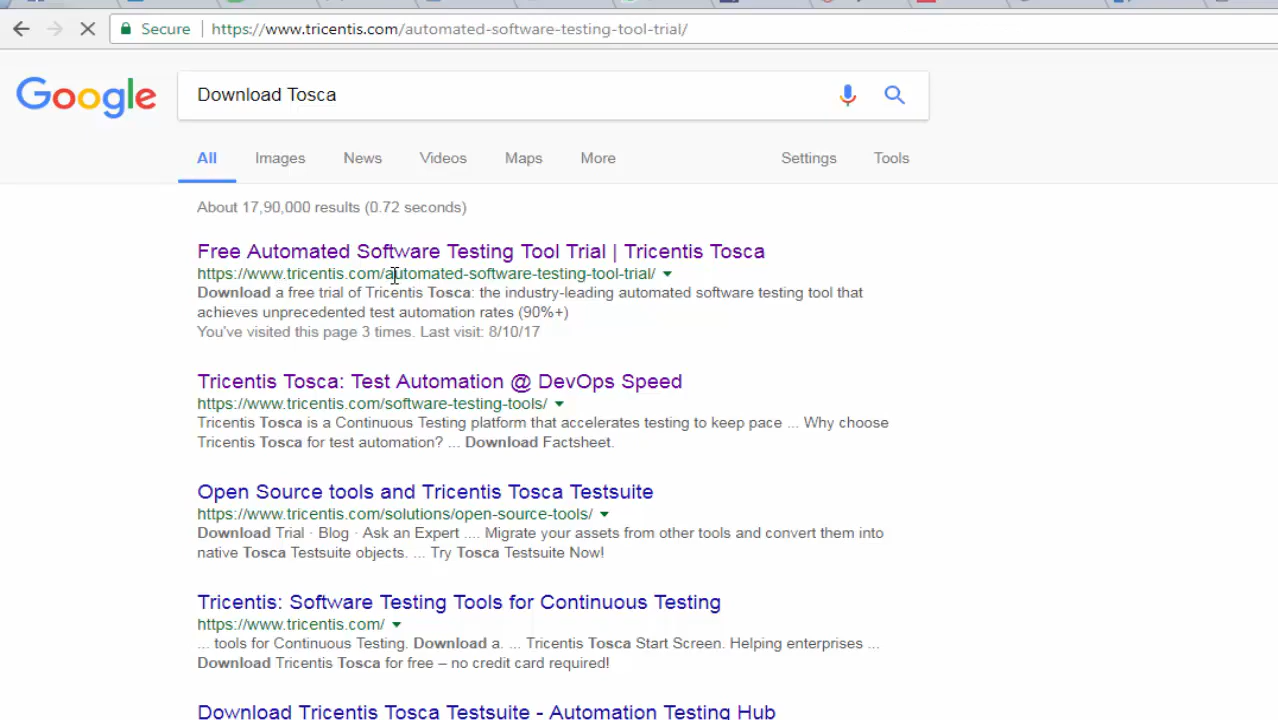 Secure https://www.tricentis.com/automated-software-testing-tool-trial/
Google Download Tosca
All Images News Videos Maps More Settings Tools
About 17,90,000 results (0.72 seconds)
Free Automated Software Testing Tool Trial | Tricentis Tosca
https://www.tricentis.com/automated-software-testing-tool-trial/
Download a free trial of Tricentis Tosca: the industry-leading automated software testing tool that
achieves unprecedented test automation rates (90%+)
You've visited this page 3 times. Last visit: 8/10/17
Tricentis Tosca: Test Automation @ DevOps Speed
https://www.tricentis.com/software-testing-tools/
Tricentis Tosca is a Continuous Testing platform that accelerates testing to keep pace ... Why choose
Tricentis Tosca for test automation? ... Download Factsheet.
Open Source tools and Tricentis Tosca Testsuite
https://www.tricentis.com/solutions/open-source-tools/
Download Trial · Blog · Ask an Expert .... Migrate your assets from other tools and convert them into
native Tosca Testsuite objects. ... Try Tosca Testsuite Now!
Tricentis: Software Testing Tools for Continuous Testing
https://www.tricentis.com/
... tools for Continuous Testing. Download a. ... Tricentis Tosca Start Screen. Helping enterprises ...
Download Tricentis Tosca for free – no credit card required!
Download Tricentis Tosca Testsuite - Automation Testing Hub